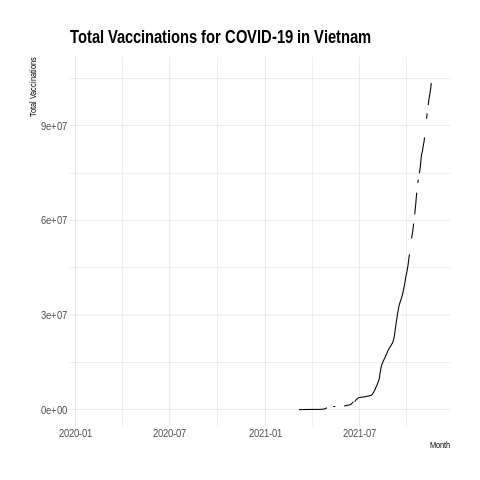 Total Vaccinations for COVID-19 in Vietnam
Total Vaccinations
9e+07
6e+07
3e+07
0e+00
2020-01 2020-07 2021-01 2021-07
Month